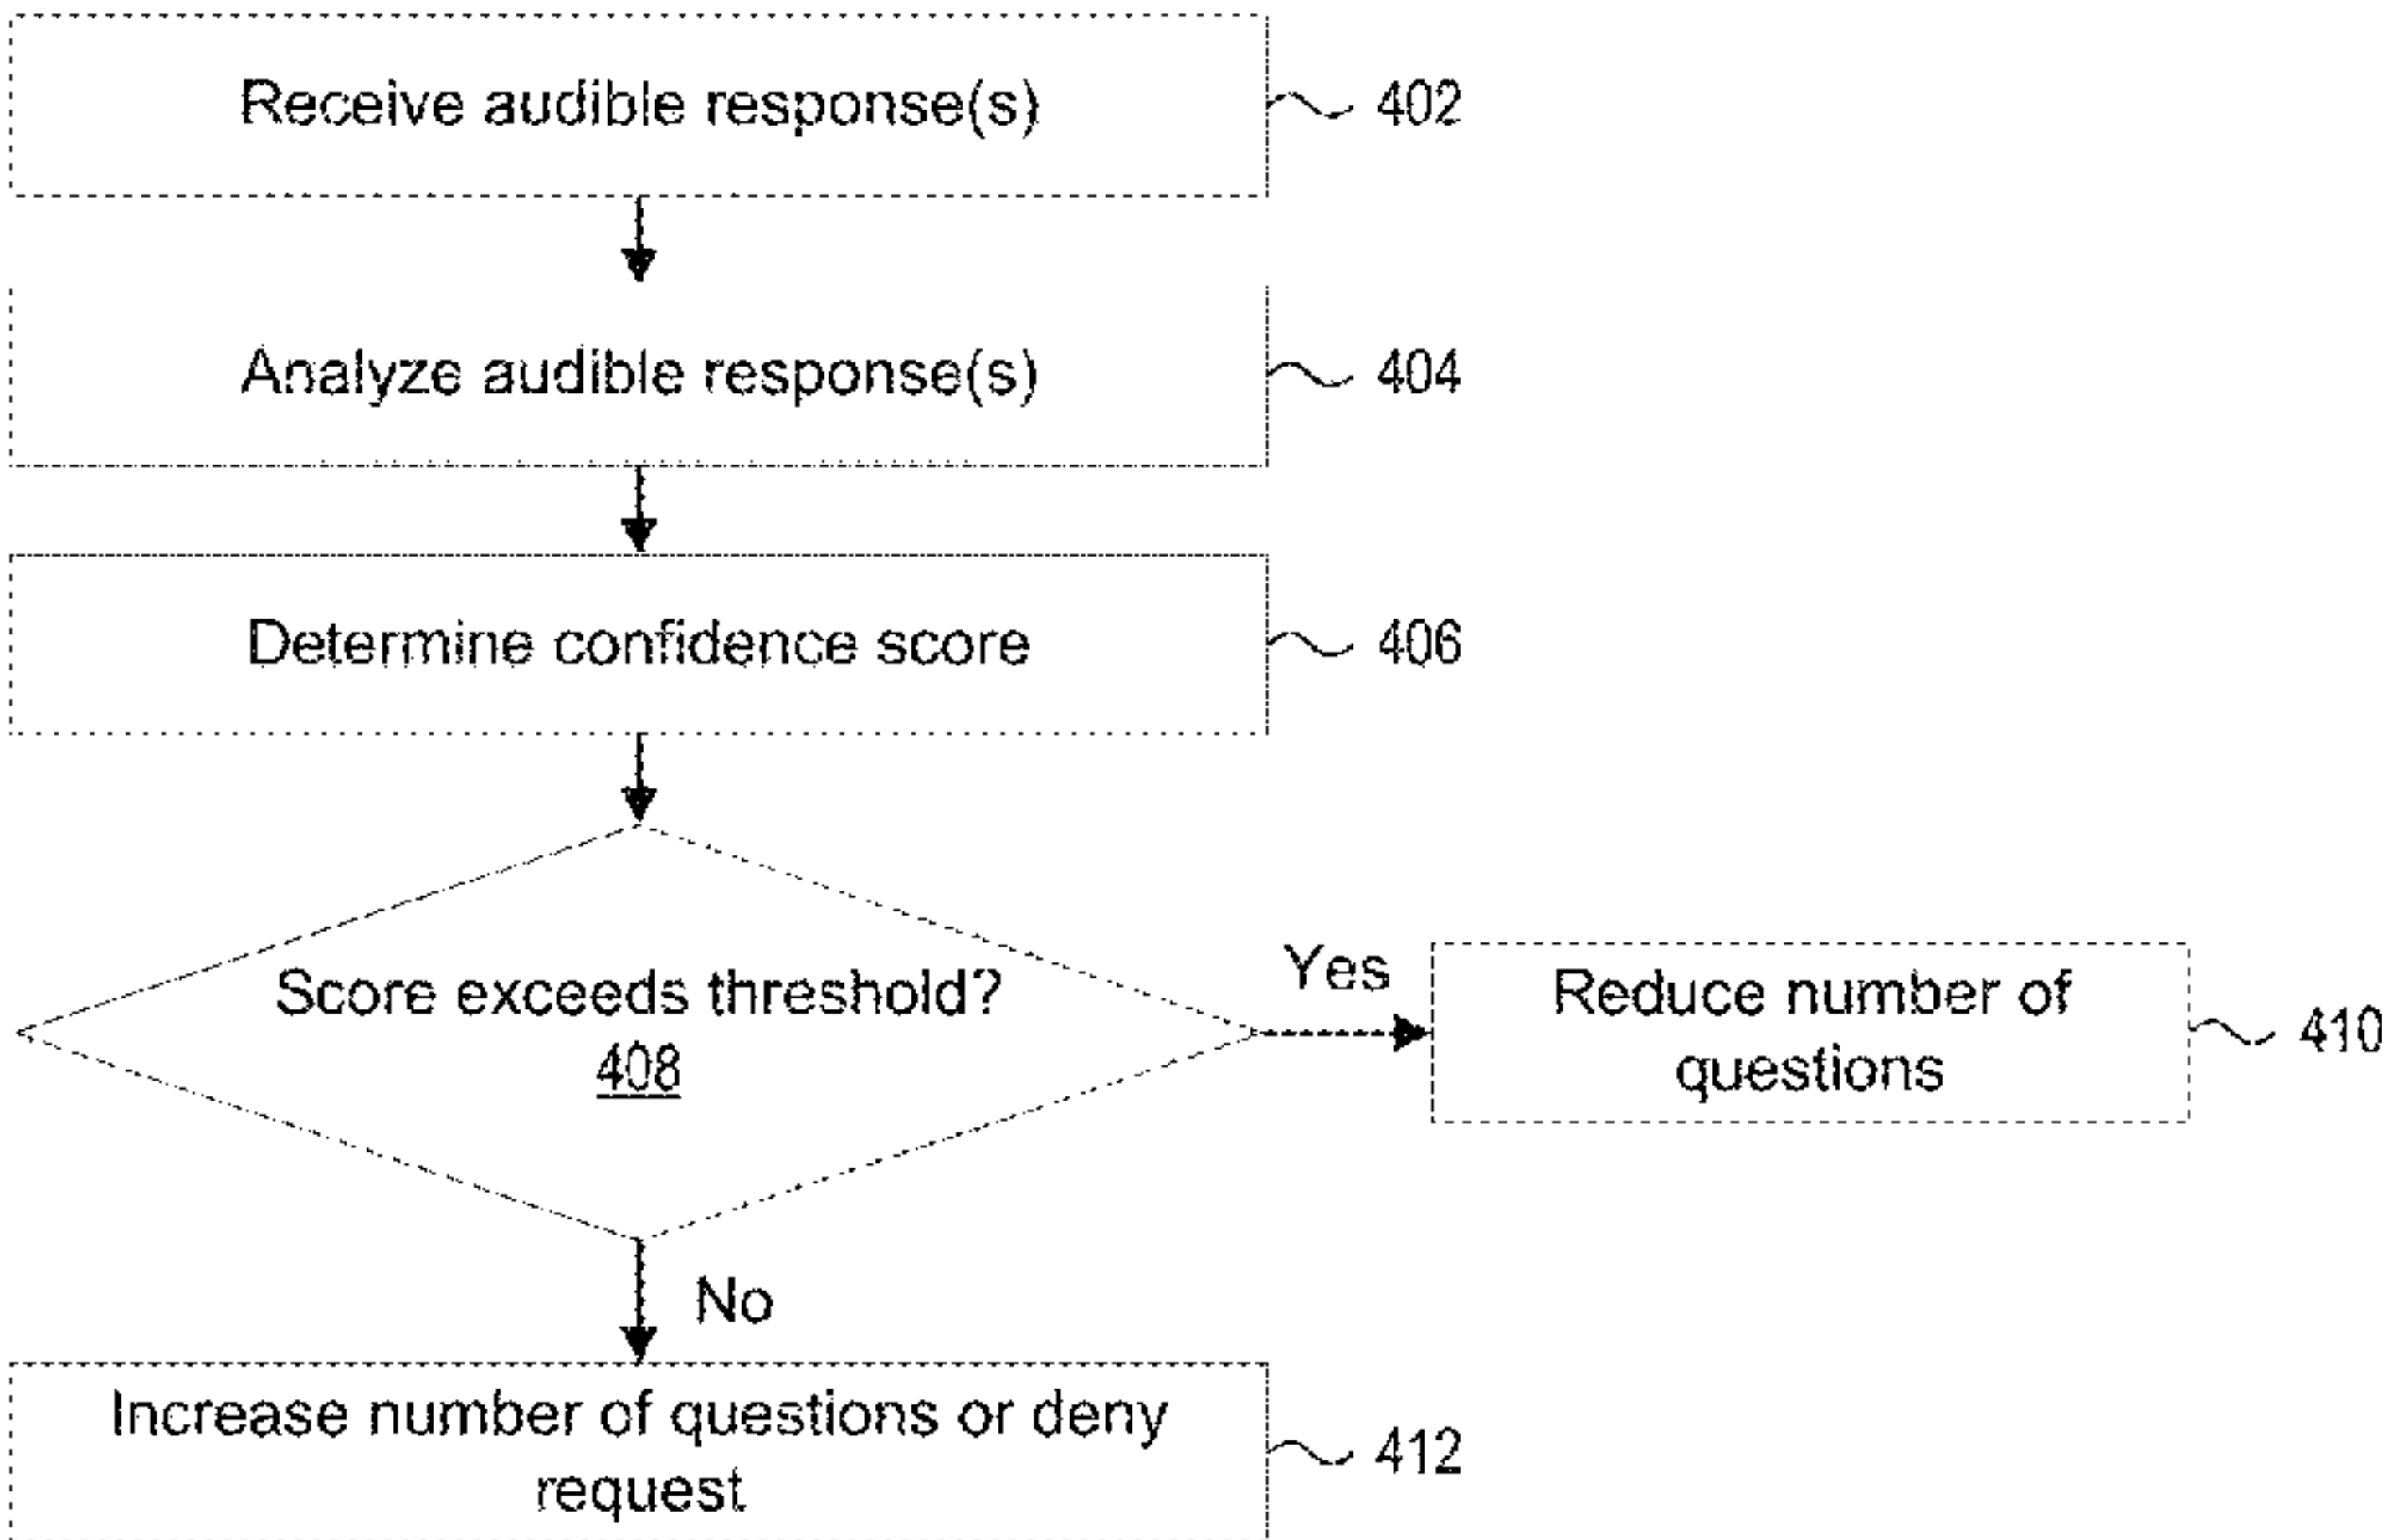 Receive audible response(s)
402
Analyze audible response(s)
404
Determine confidence score
406
Score exceeds threshold?
408
Yes
Reduce number of
questions
410
No
Increase number of questions or deny
request
412